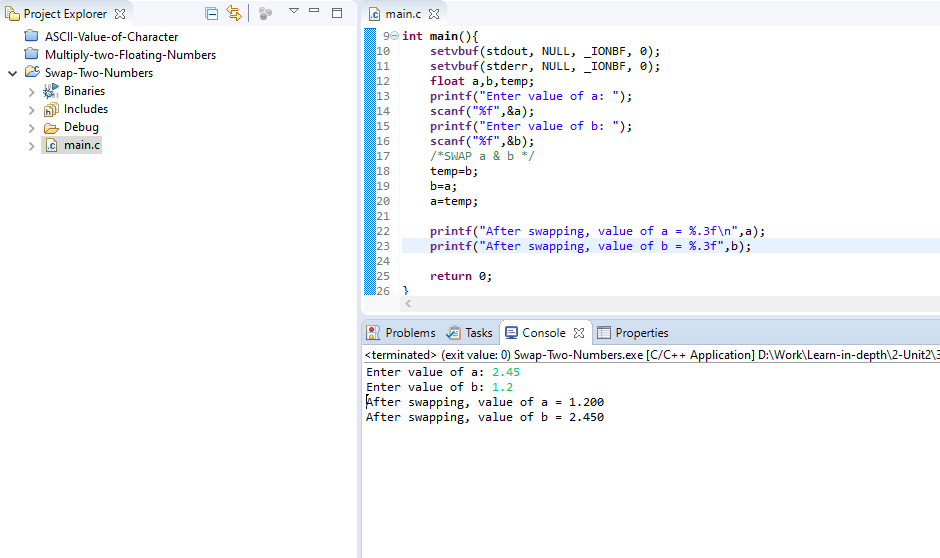 Project Explorer
ASCII-Value-of-Character
Multiply-two-Floating-Numbers
Swap-Two-Numbers
Binaries
Includes
Debug
main.c
main.c
9 int main(){
10 setvbuf(stdout, NULL, _IONBF, 0);
11 setvbuf(stderr, NULL, _IONBF, 0);
12 float a,b,temp;
13 printf("Enter value of a: ");
14 scanf("%f",&a);
15 printf("Enter value of b: ");
16 scanf("%f",&b);
17 /*SWAP a & b */
18 temp=b;
19 b=a;
20 a=temp;
21
22 printf("After swapping, value of a = %.3f\n",a);
23 printf("After swapping, value of b = %.3f",b);
24
25 return 0;
26 }
Problems Tasks Console Properties
<terminated> (exit value: 0) Swap-Two-Numbers.exe [C/C++ Application] D:\Work\Learn-in-depth\2-Unit2\3
Enter value of a: 2.45
Enter value of b: 1.2
After swapping, value of a = 1.200
After swapping, value of b = 2.450